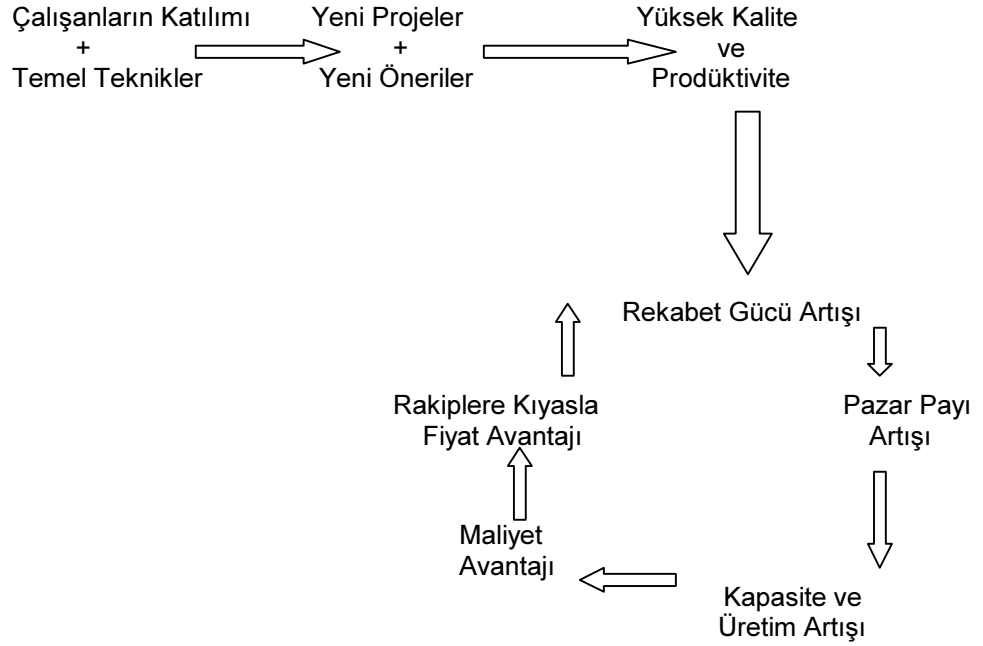 Çalışanların Katılımı
+
Temel Teknikler
Yeni Projeler
+
Yeni Öneriler
Yüksek Kalite
ve
Prodüktivite
Rekabet Gücü Artışı
Pazar Payı
Artışı
Kapasite ve
Üretim Artışı
Maliyet
Avantajı
Rakiplere Kıyasla
Fiyat Avantajı